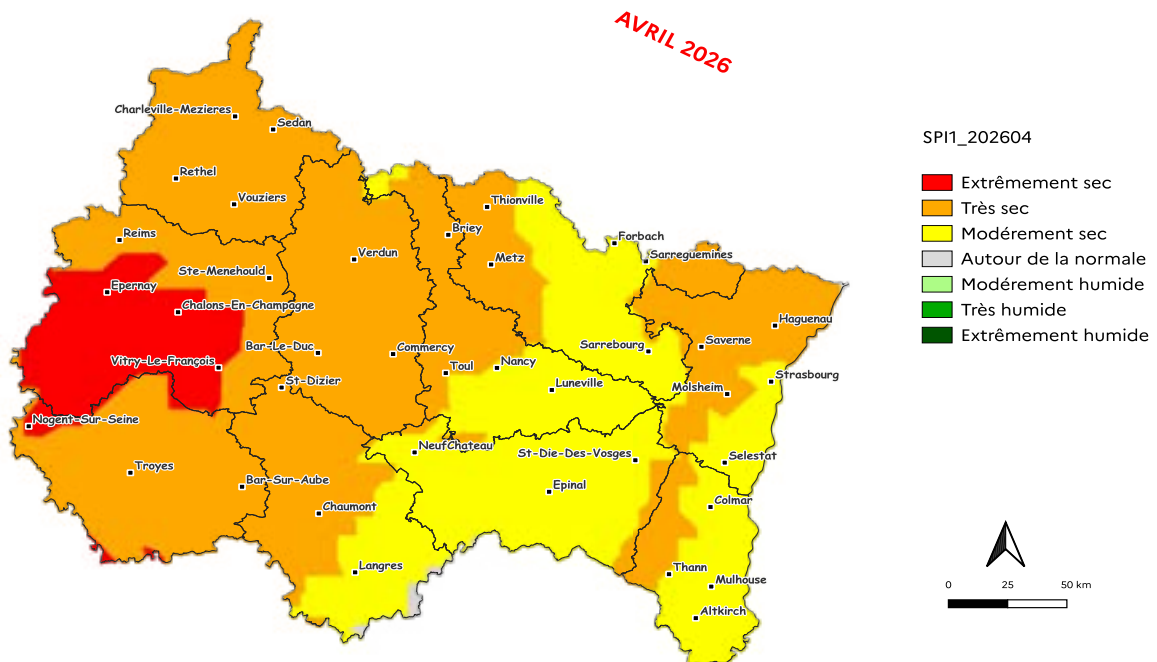 AVRIL 2026
SPI1_202604
Extrêmement sec
Très sec
Modérement sec
Autour de la normale
Modérement humide
Très humide
Extrêmement humide
Charleville-Mezieres
Sedan
Rethel
Vouziers
Reims
Thionville
Briey
Forbach
Verdun
Metz
Sarreguemines
Ste-Menehould
Epernay
Chalons-En-Champagne
Haguenau
Bar-Le-Duc
Commercy
Sarrebourg
Saverne
Vitry-Le-François
Toul
Nancy
St-Dizier
Luneville
Molsheim
Strasbourg
Nogent-Sur-Seine
NeufChateau
St-Die-Des-Vosges
Selestat
Troyes
Bar-Sur-Aube
Epinal
Colmar
Chaumont
Langres
Thann
Mulhouse
Altkirch
0 25 50 km